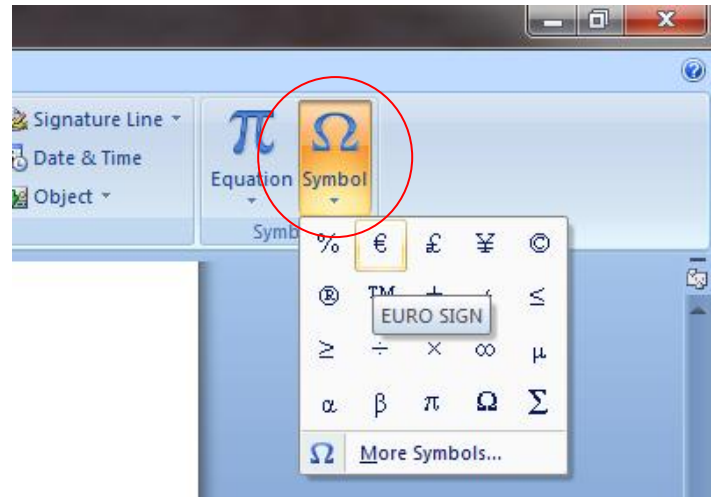 Signature Line
Date & Time
Object
π Ω
Equation Symbol
Symb
% € £ ¥ ©
® ™ ≤
EURO SIGN
≥ ÷ × ∞ µ
α β π Ω Σ
Ω More Symbols...